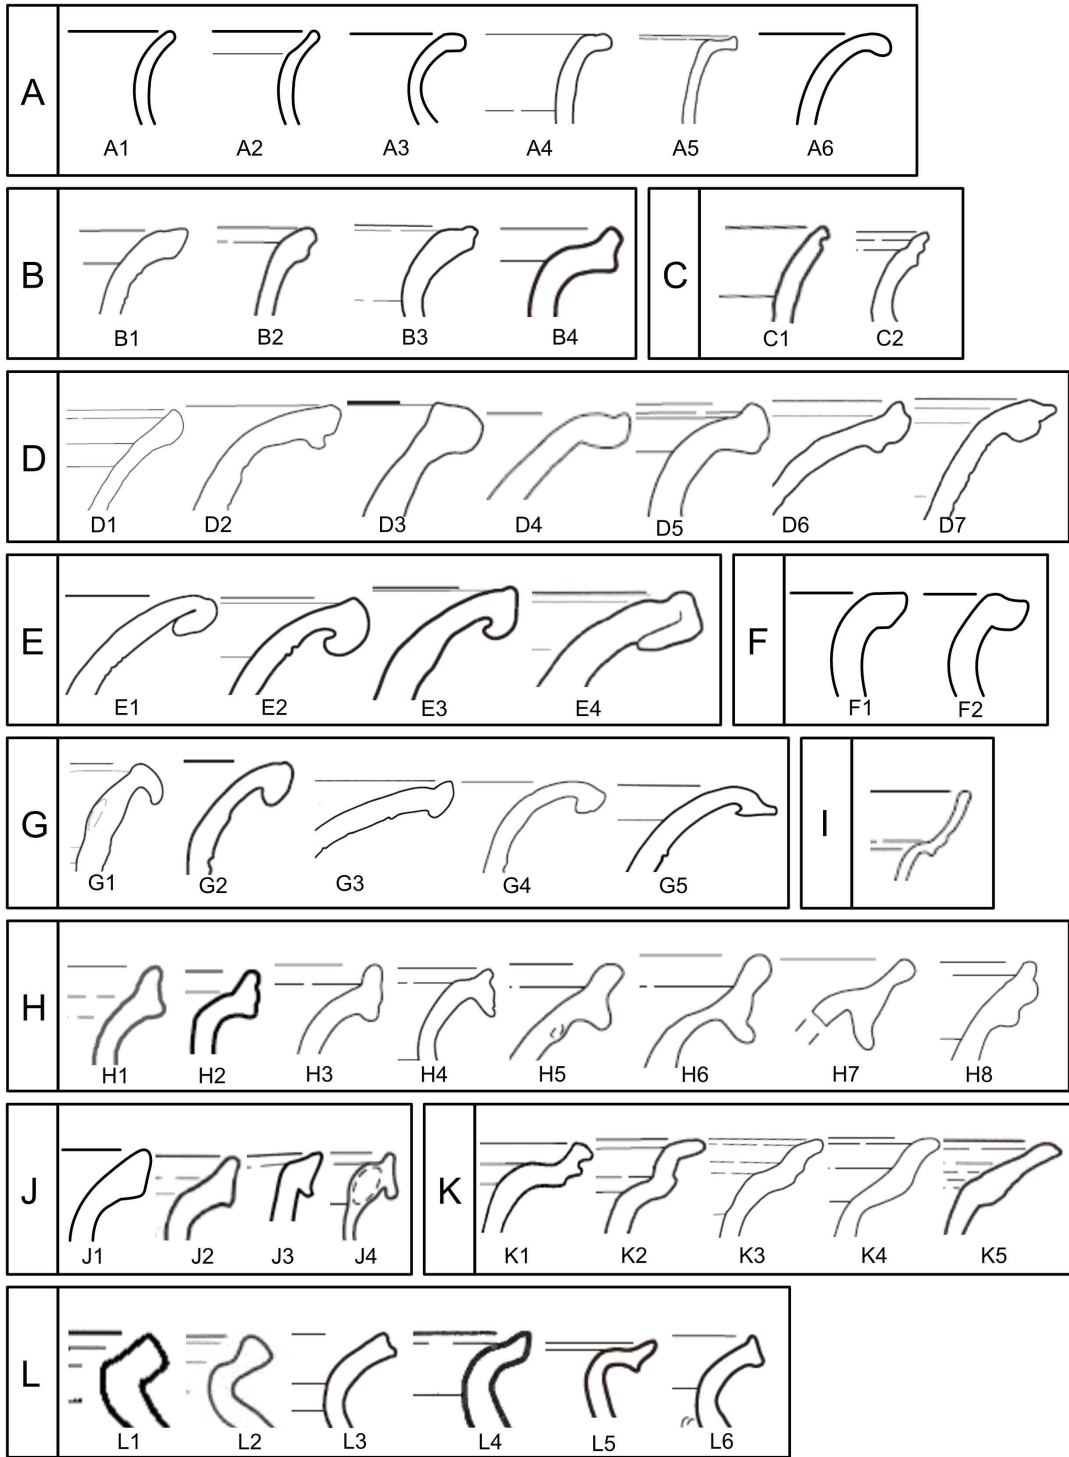 A
A1 A2 A3 A4 A5 A6
B
B1 B2 B3 B4
C
C1 C2
D
D1 D2 D3 D4 D5 D6 D7
E
E1 E2 E3 E4
F
F1 F2
G
G1 G2 G3 G4 G5
I
H
H1 H2 H3 H4 H5 H6 H7 H8
J
J1 J2 J3 J4
K
K1 K2 K3 K4 K5
L
L1 L2 L3 L4 L5 L6